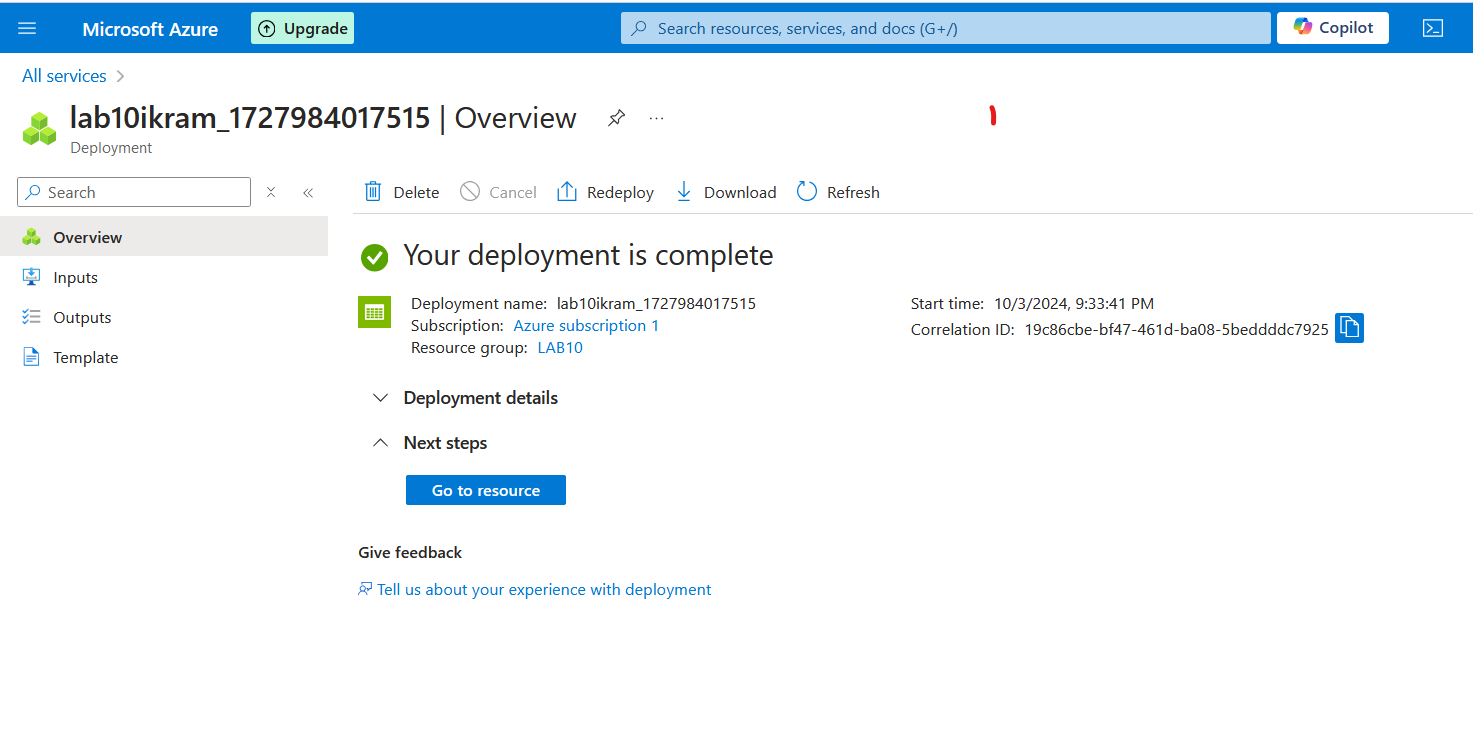 Microsoft Azure Upgrade Search resources, services, and docs (G+/) Copilot
All services
lab10ikram_1727984017515 | Overview
Deployment
Search
Delete Cancel Redeploy Download Refresh
Overview
Inputs
Outputs
Template
Your deployment is complete
Deployment name: lab10ikram_1727984017515
Subscription: Azure subscription 1
Resource group: LAB10
Start time: 10/3/2024, 9:33:41 PM
Correlation ID: 19c86cbe-bf47-461d-ba08-5beddddc7925
Deployment details
Next steps
Go to resource
Give feedback
Tell us about your experience with deployment